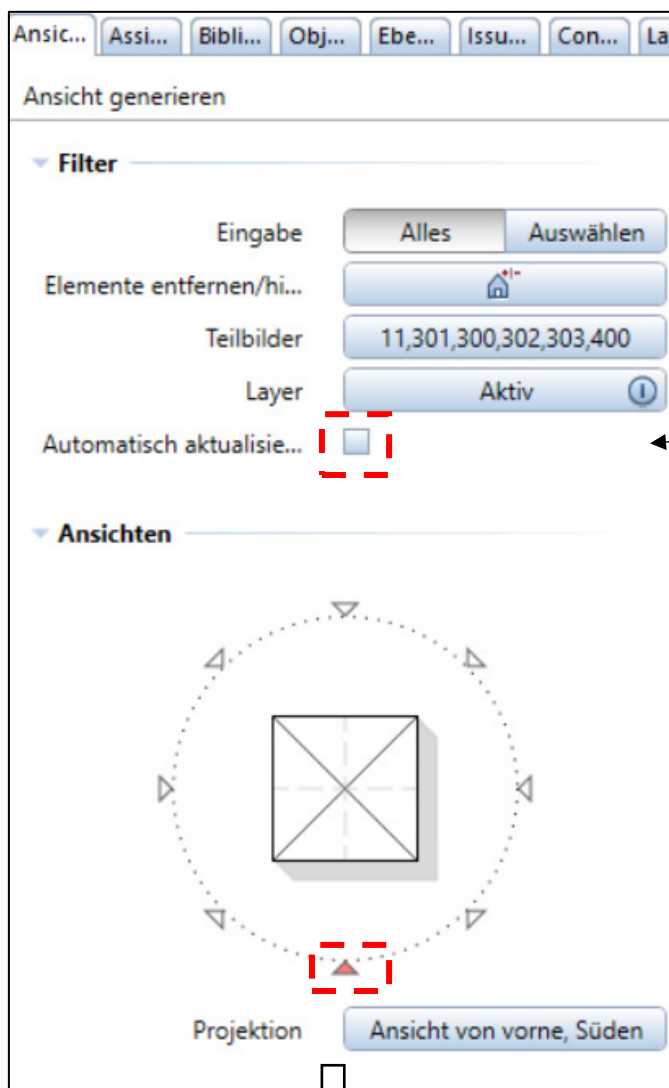 Ansic... Assi... Bibli... Obj... Ebe... Issu... Con... La
Ansicht generieren
Filter
Eingabe Alles Auswählen
Elemente entfernen/hi...
Teilbilder 11,301,300,302,303,400
Layer Aktiv
Automatisch aktualisie...
Ansichten
Projektion Ansicht von vorne, Süden